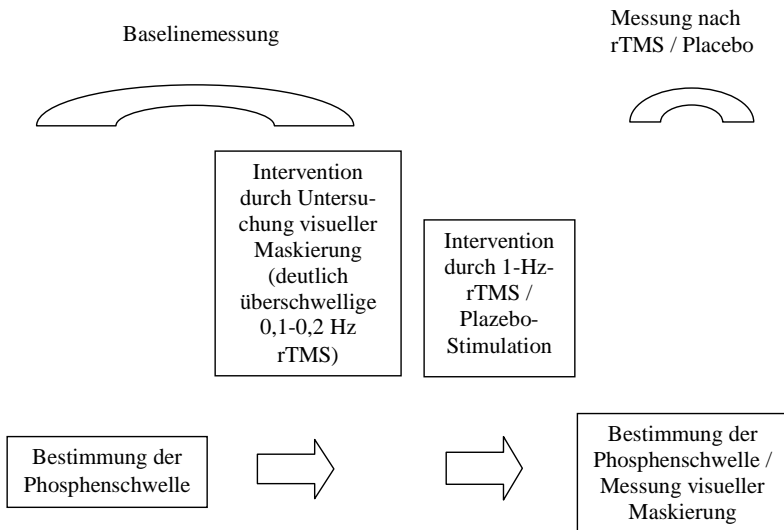 Baselinemessung
Messung nach
rTMS / Placebo
Intervention
durch Untersu-
chung visueller
Maskierung
(deutlich
überschwellige
0,1-0,2 Hz
rTMS)
Intervention
durch 1-Hz-
rTMS /
Plazebo-
Stimulation
Bestimmung der
Phosphenschwelle
Bestimmung der
Phosphenschwelle /
Messung visueller
Maskierung